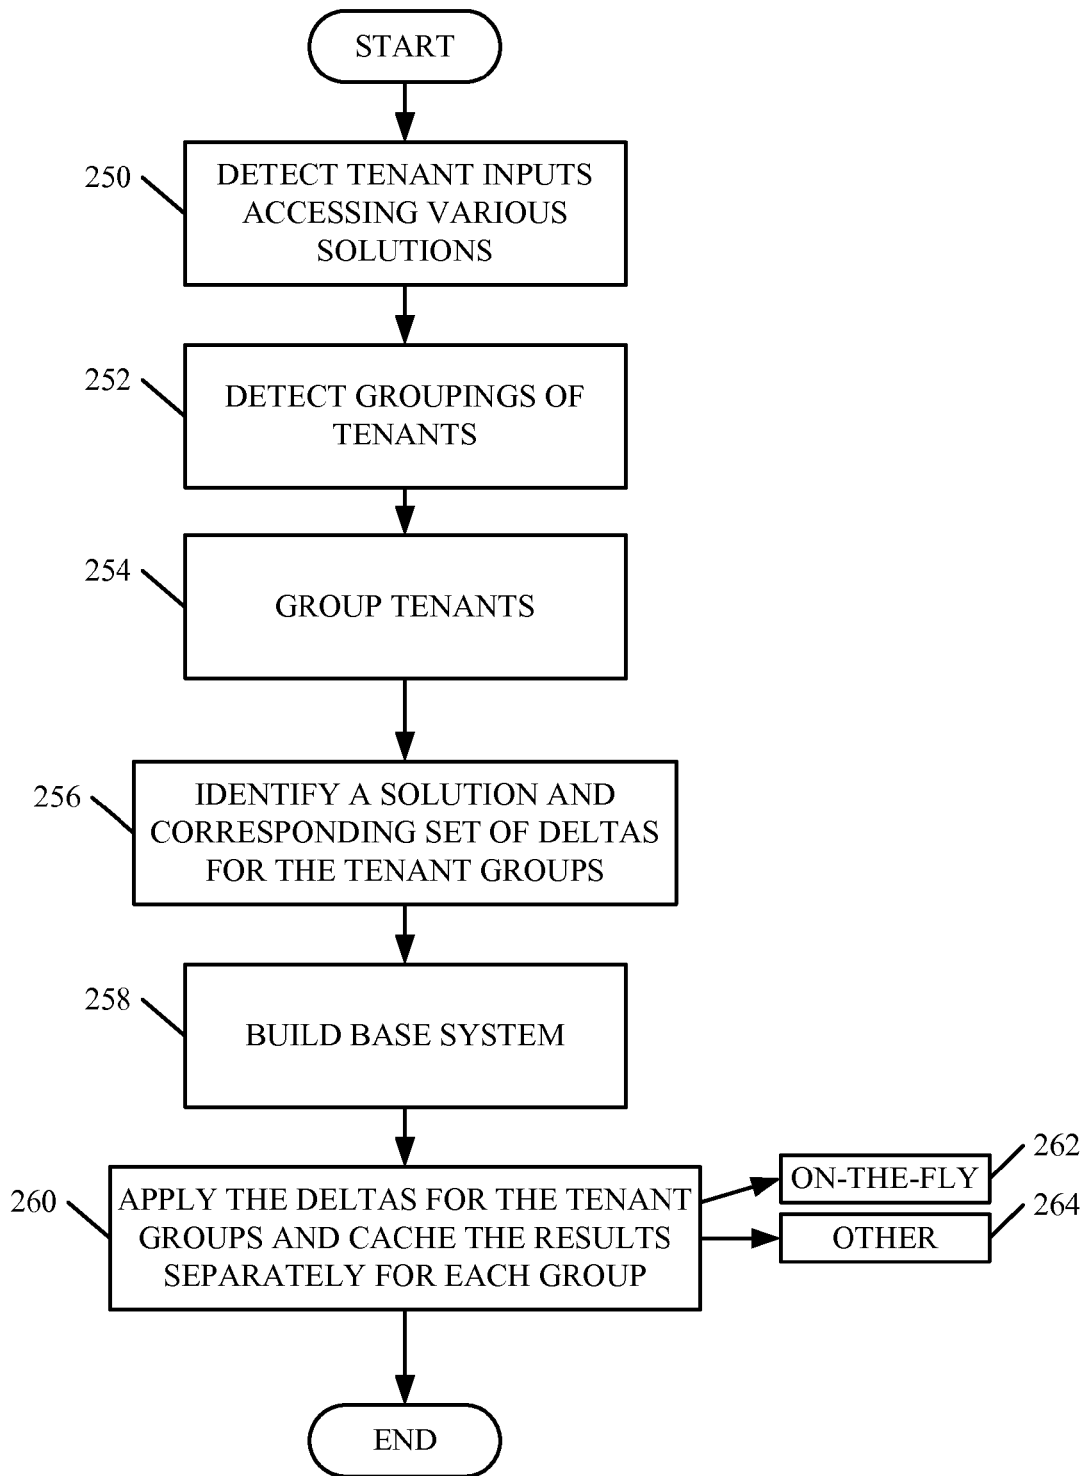 START
250
DETECT TENANT INPUTS
ACCESSING VARIOUS
SOLUTIONS
252
DETECT GROUPINGS OF
TENANTS
254
GROUP TENANTS
256
IDENTIFY A SOLUTION AND
CORRESPONDING SET OF DELTAS
FOR THE TENANT GROUPS
258
BUILD BASE SYSTEM
260
APPLY THE DELTAS FOR THE TENANT
GROUPS AND CACHE THE RESULTS
SEPARATELY FOR EACH GROUP
ON-THE-FLY
262
OTHER
264
END